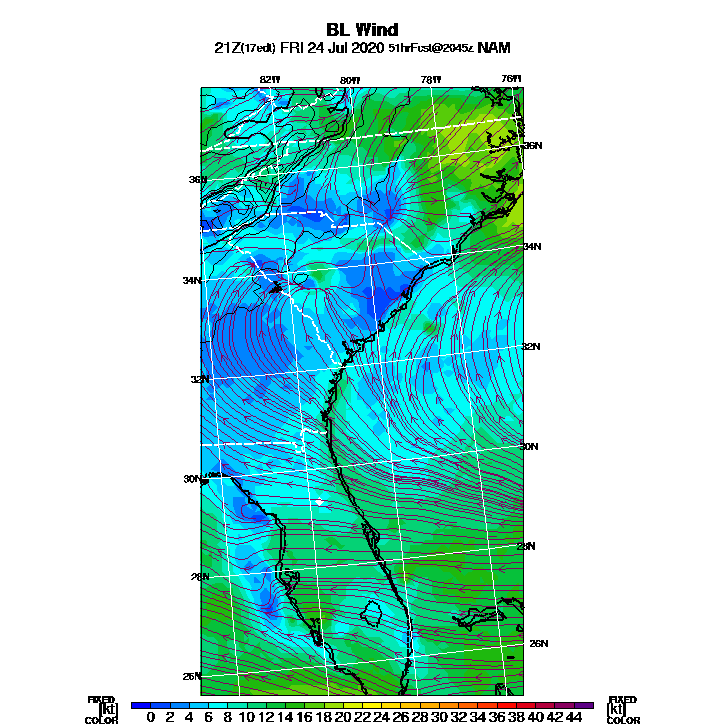 BL Wind
21Z(17edt) FRI 24 Jul 2020 51hrFcst@2045z NAM
82W 80W 78W 76W
36N
36N
34N
34N
32N
32N
30N
30N
28N
28N
26N
26N
FIXED FIXED
[kt] 0 2 4 6 8 10 12 14 16 18 20 22 24 26 28 30 32 34 36 38 40 42 44 [kt]
COLOR COLOR